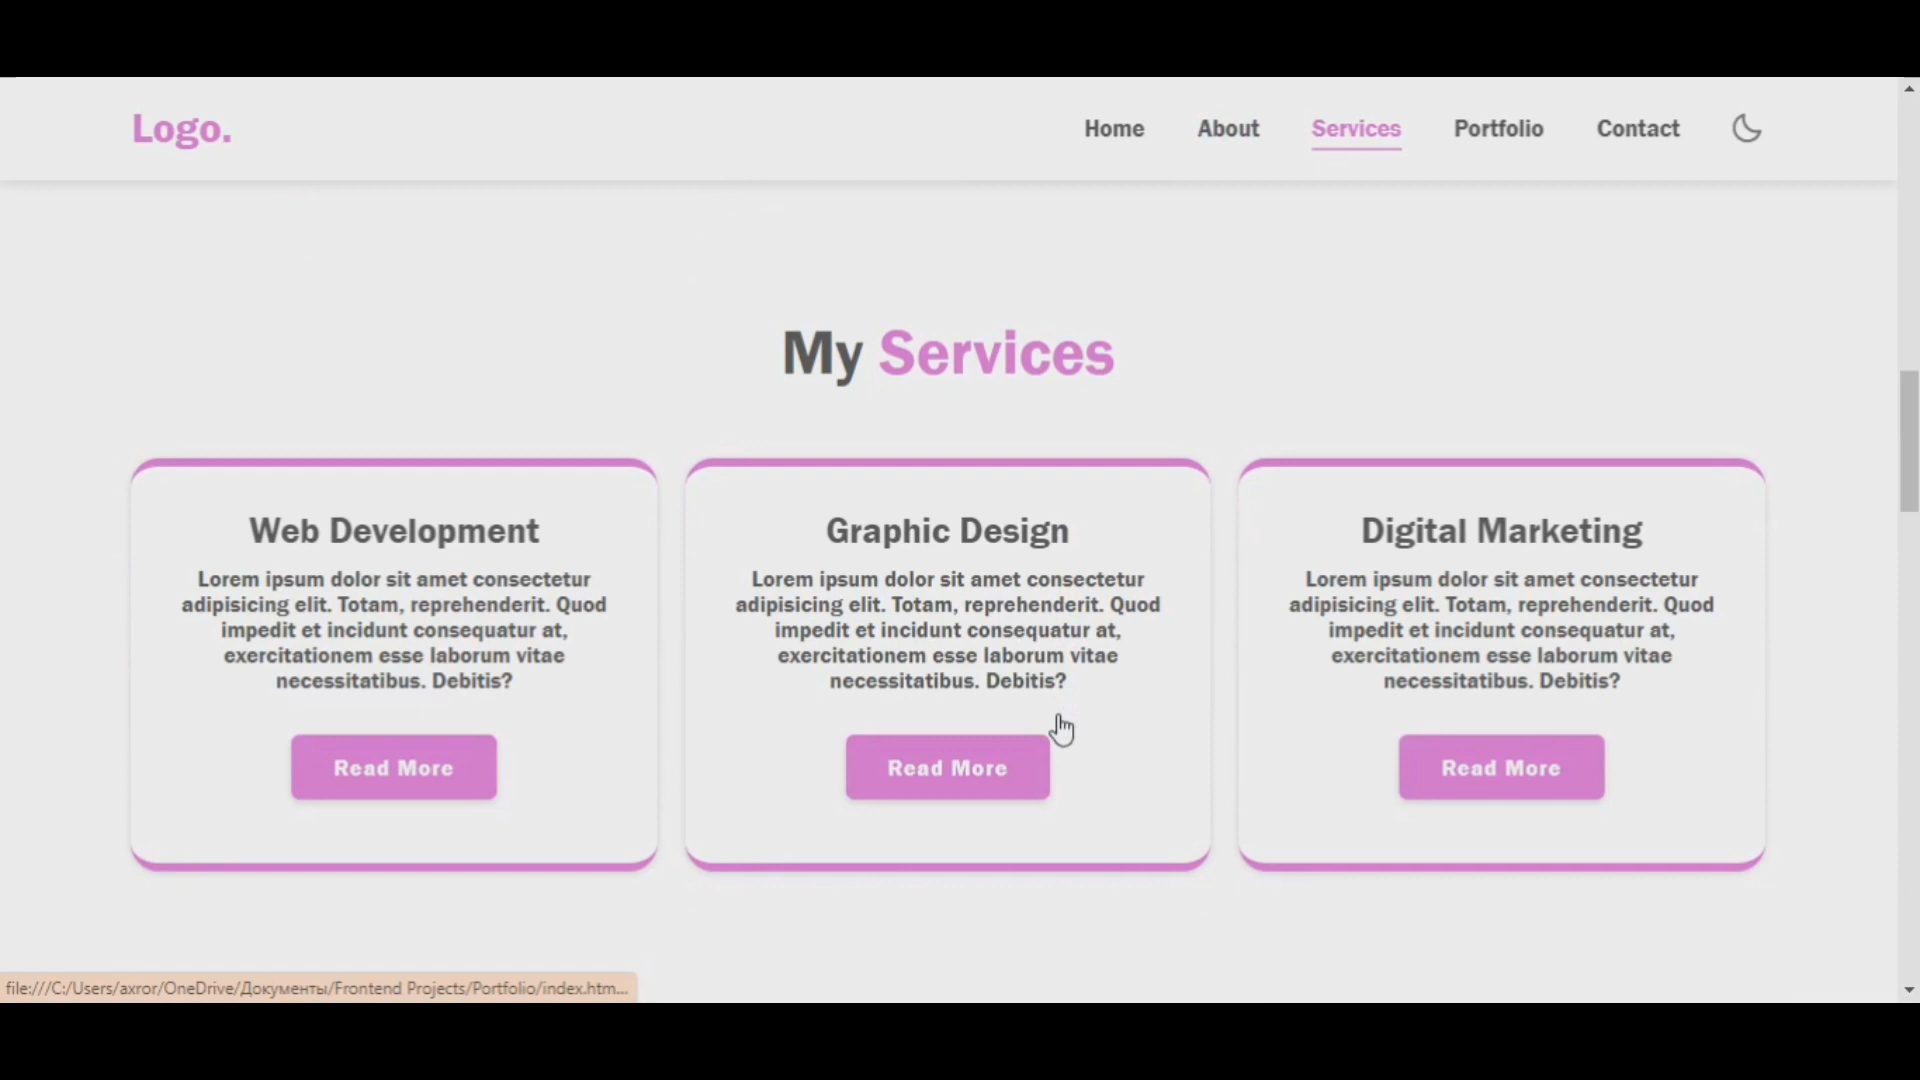 Logo.
Home
About
Services
Portfolio
Contact
My Services
Web Development
Lorem ipsum dolor sit amet consectetur
adipisicing elit. Totam, reprehenderit. Quod
impedit et incidunt consequatur at,
exercitationem esse laborum vitae
necessitatibus. Debitis?
Read More
Graphic Design
Lorem ipsum dolor sit amet consectetur
adipisicing elit. Totam, reprehenderit. Quod
impedit et incidunt consequatur at,
exercitationem esse laborum vitae
necessitatibus. Debitis?
Read More
Digital Marketing
Lorem ipsum dolor sit amet consectetur
adipisicing elit. Totam, reprehenderit. Quod
impedit et incidunt consequatur at,
exercitationem esse laborum vitae
necessitatibus. Debitis?
Read More
file:///C:/Users/axror/OneDrive/Документы/Frontend Projects/Portfolio/index.htm...